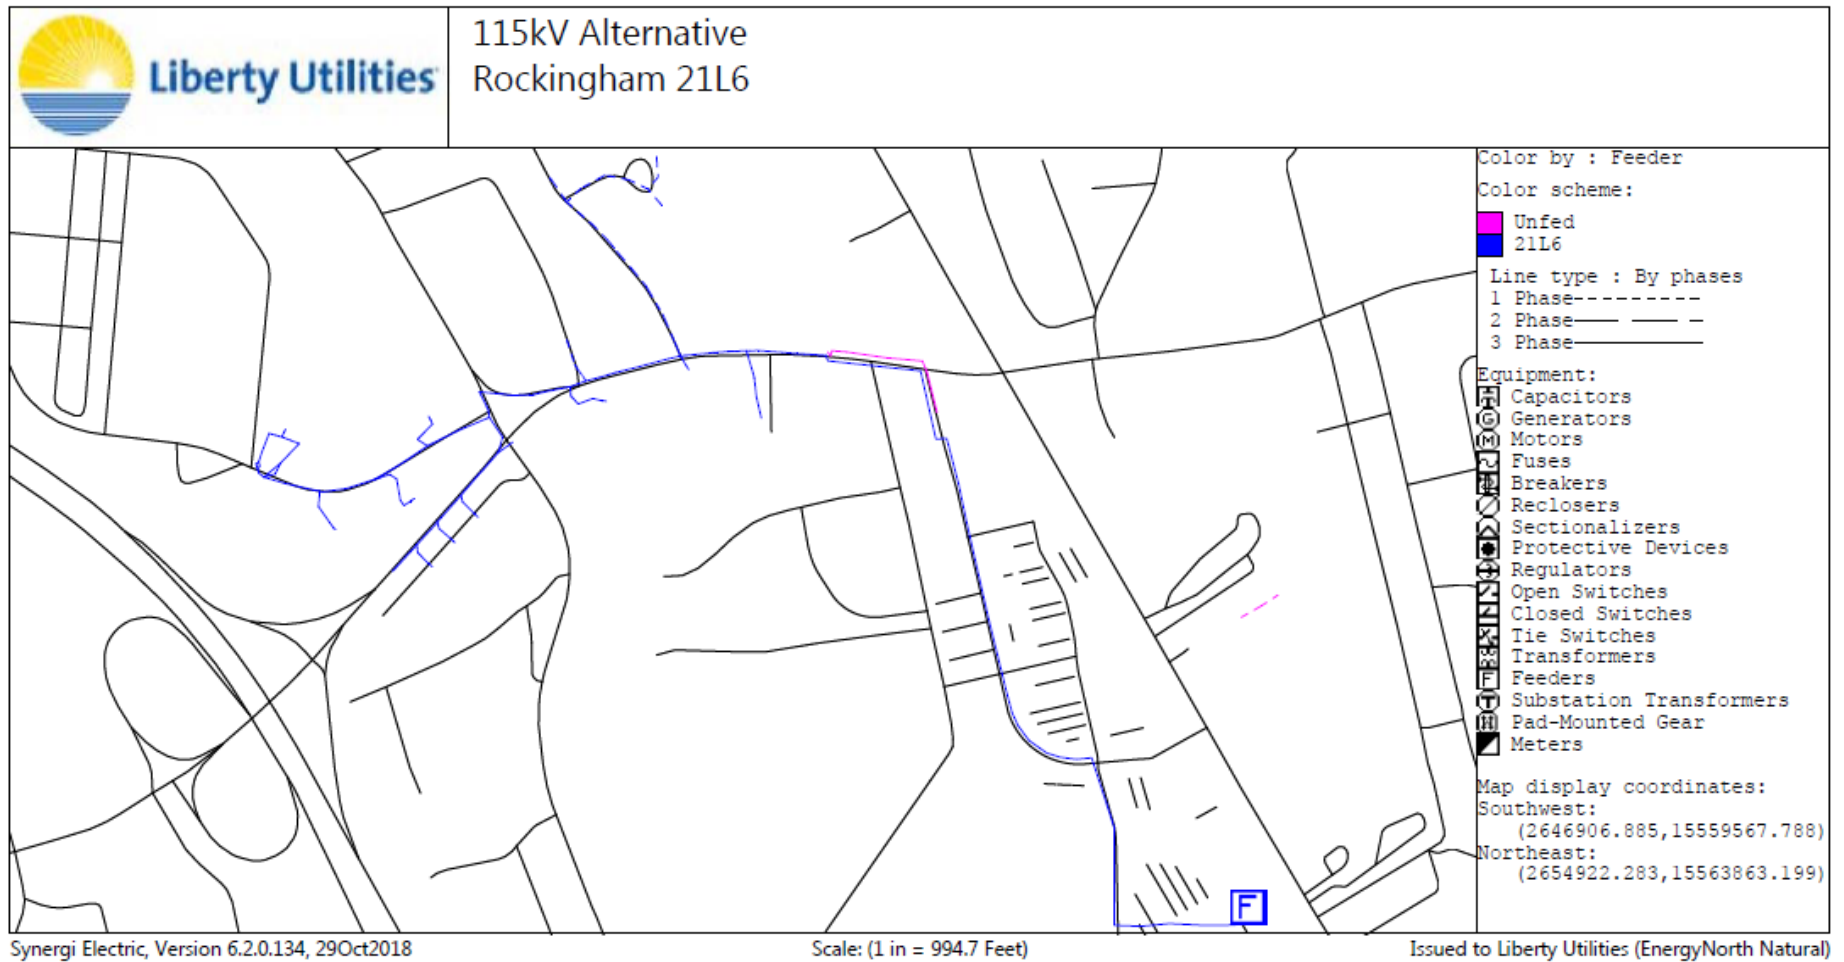 Liberty Utilities
115kV Alternative
Rockingham 21L6
Color by : Feeder
Color scheme:
Unfed
21L6
Line type : By phases
1 Phase
2 Phase
3 Phase
Equipment:
Capacitors
G Generators
M Motors
Fuses
Breakers
Reclosers
Sectionalizers
Protective Devices
Regulators
Open Switches
Closed Switches
Tie Switches
Transformers
F Feeders
T Substation Transformers
Pad-Mounted Gear
Meters
Map display coordinates:
Southwest:
(2646906.885,15559567.788)
Northeast:
(2654922.283,15563863.199)
F
Synergi Electric, Version 6.2.0.134, 29Oct2018
Scale: (1 in = 994.7 Feet)
Issued to Liberty Utilities (EnergyNorth Natural)